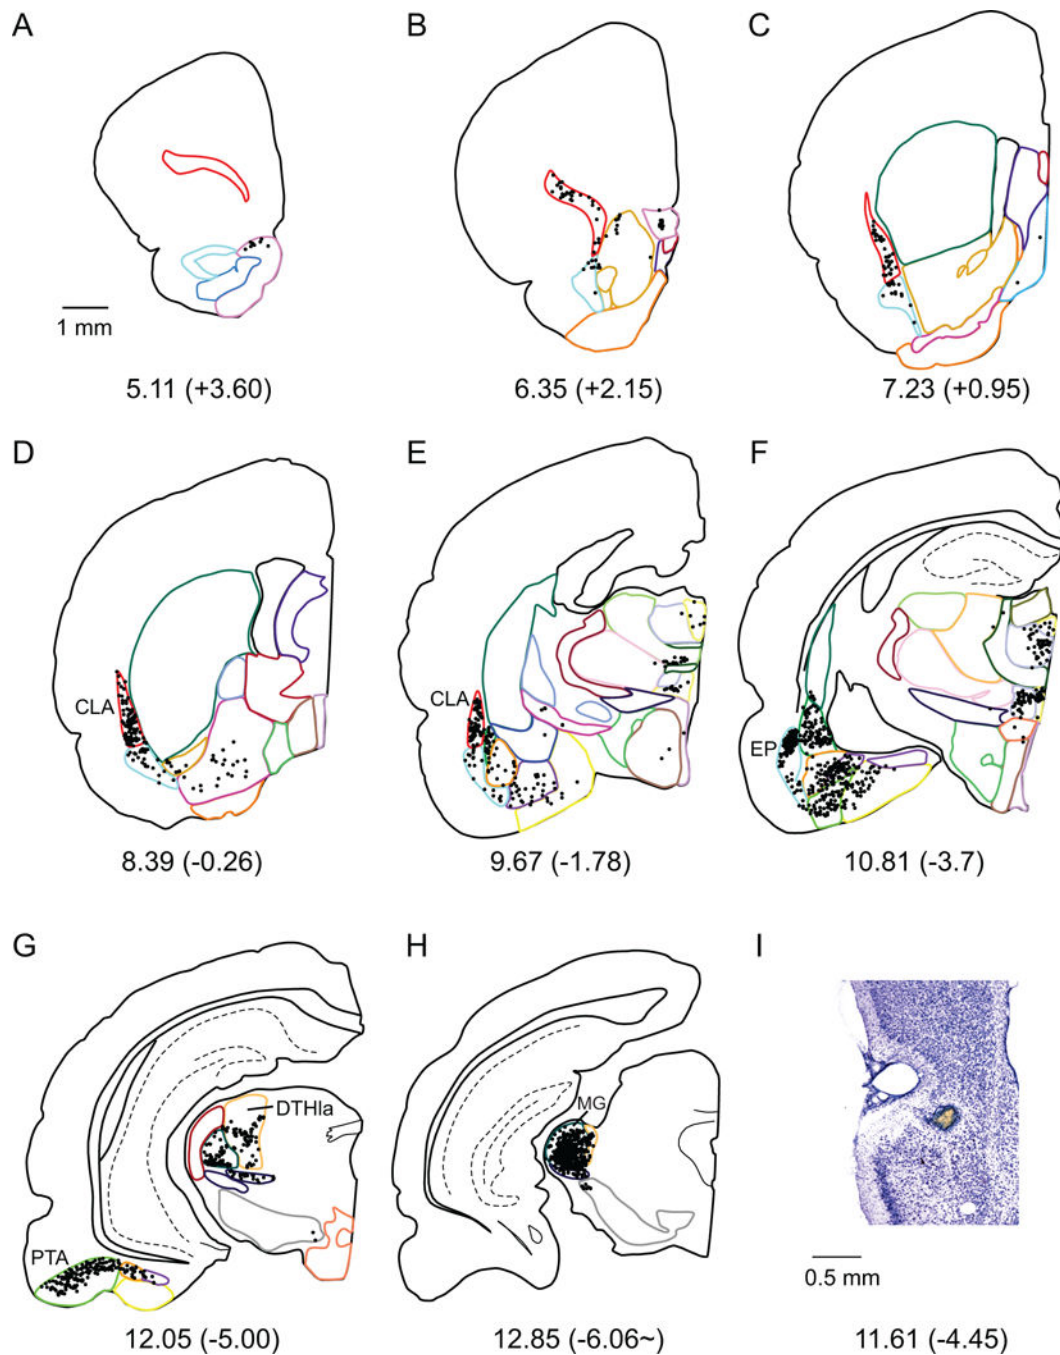 A
B
C
1 mm
5.11 (+3.60)
6.35 (+2.15)
7.23 (+0.95)
D
E
F
CLA
CLA
EP
8.39 (-0.26)
9.67 (-1.78)
10.81 (-3.7)
G
H
I
DTHla
MG
PTA
0.5 mm
12.05 (-5.00)
12.85 (-6.06~)
11.61 (-4.45)